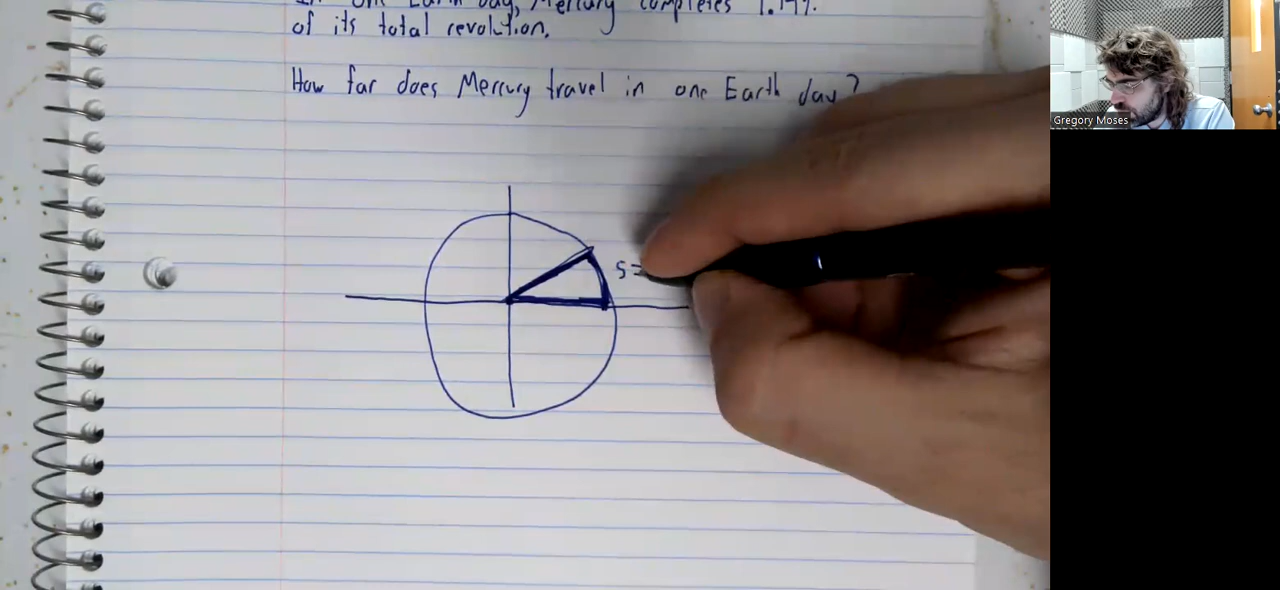 of its total revolution.
How far does Mercury travel in one Earth day?
s=
Gregory Moses